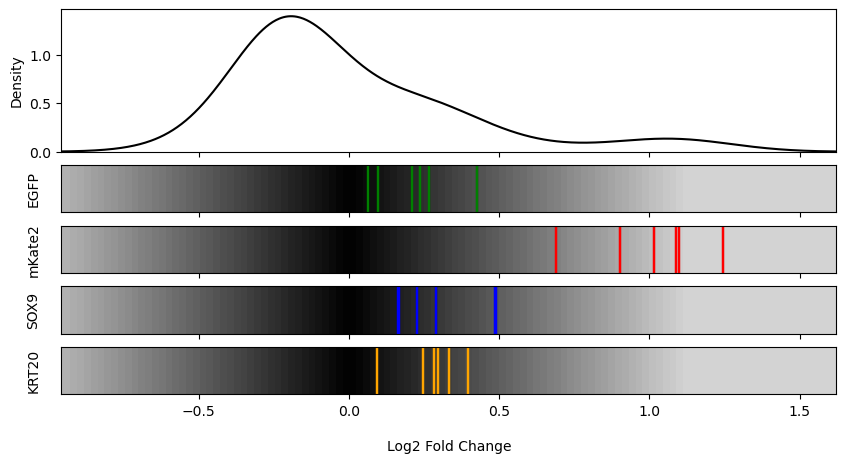 Density
1.0
0.5
0.0
EGFP
mKate2
SOX9
KRT20
−0.5 0.0 0.5 1.0 1.5
Log2 Fold Change